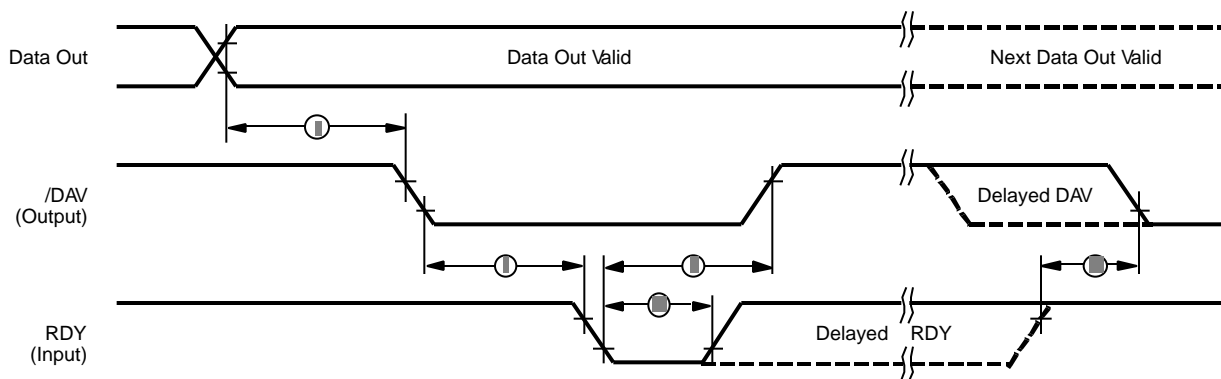 Data Out
Data Out Valid
Next Data Out Valid
/DAV
(Output)
Delayed DAV
RDY
(Input)
Delayed RDY